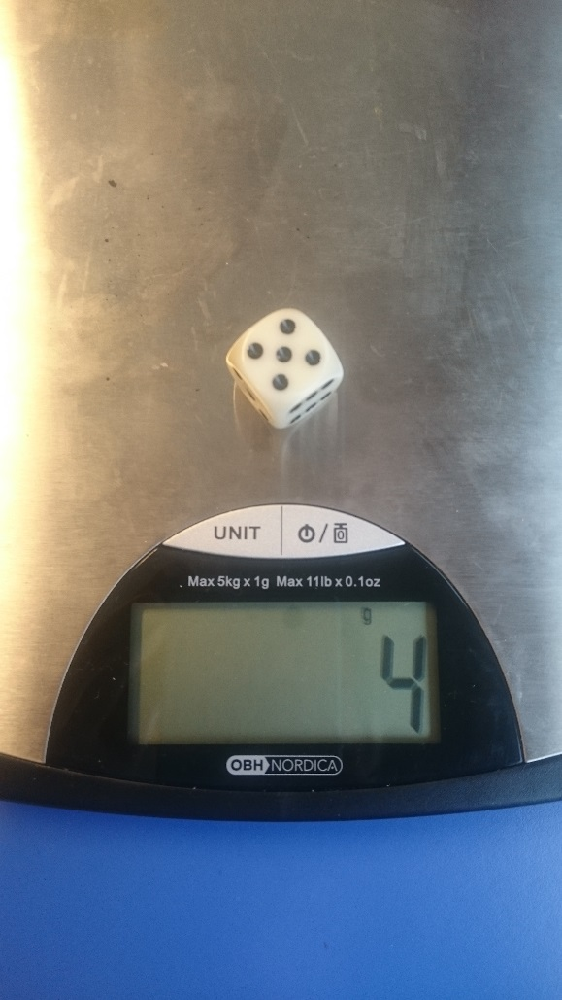 UNIT
Max 5kg x 1g Max 11lb x 0.1oz
g
4
OBH NORDICA